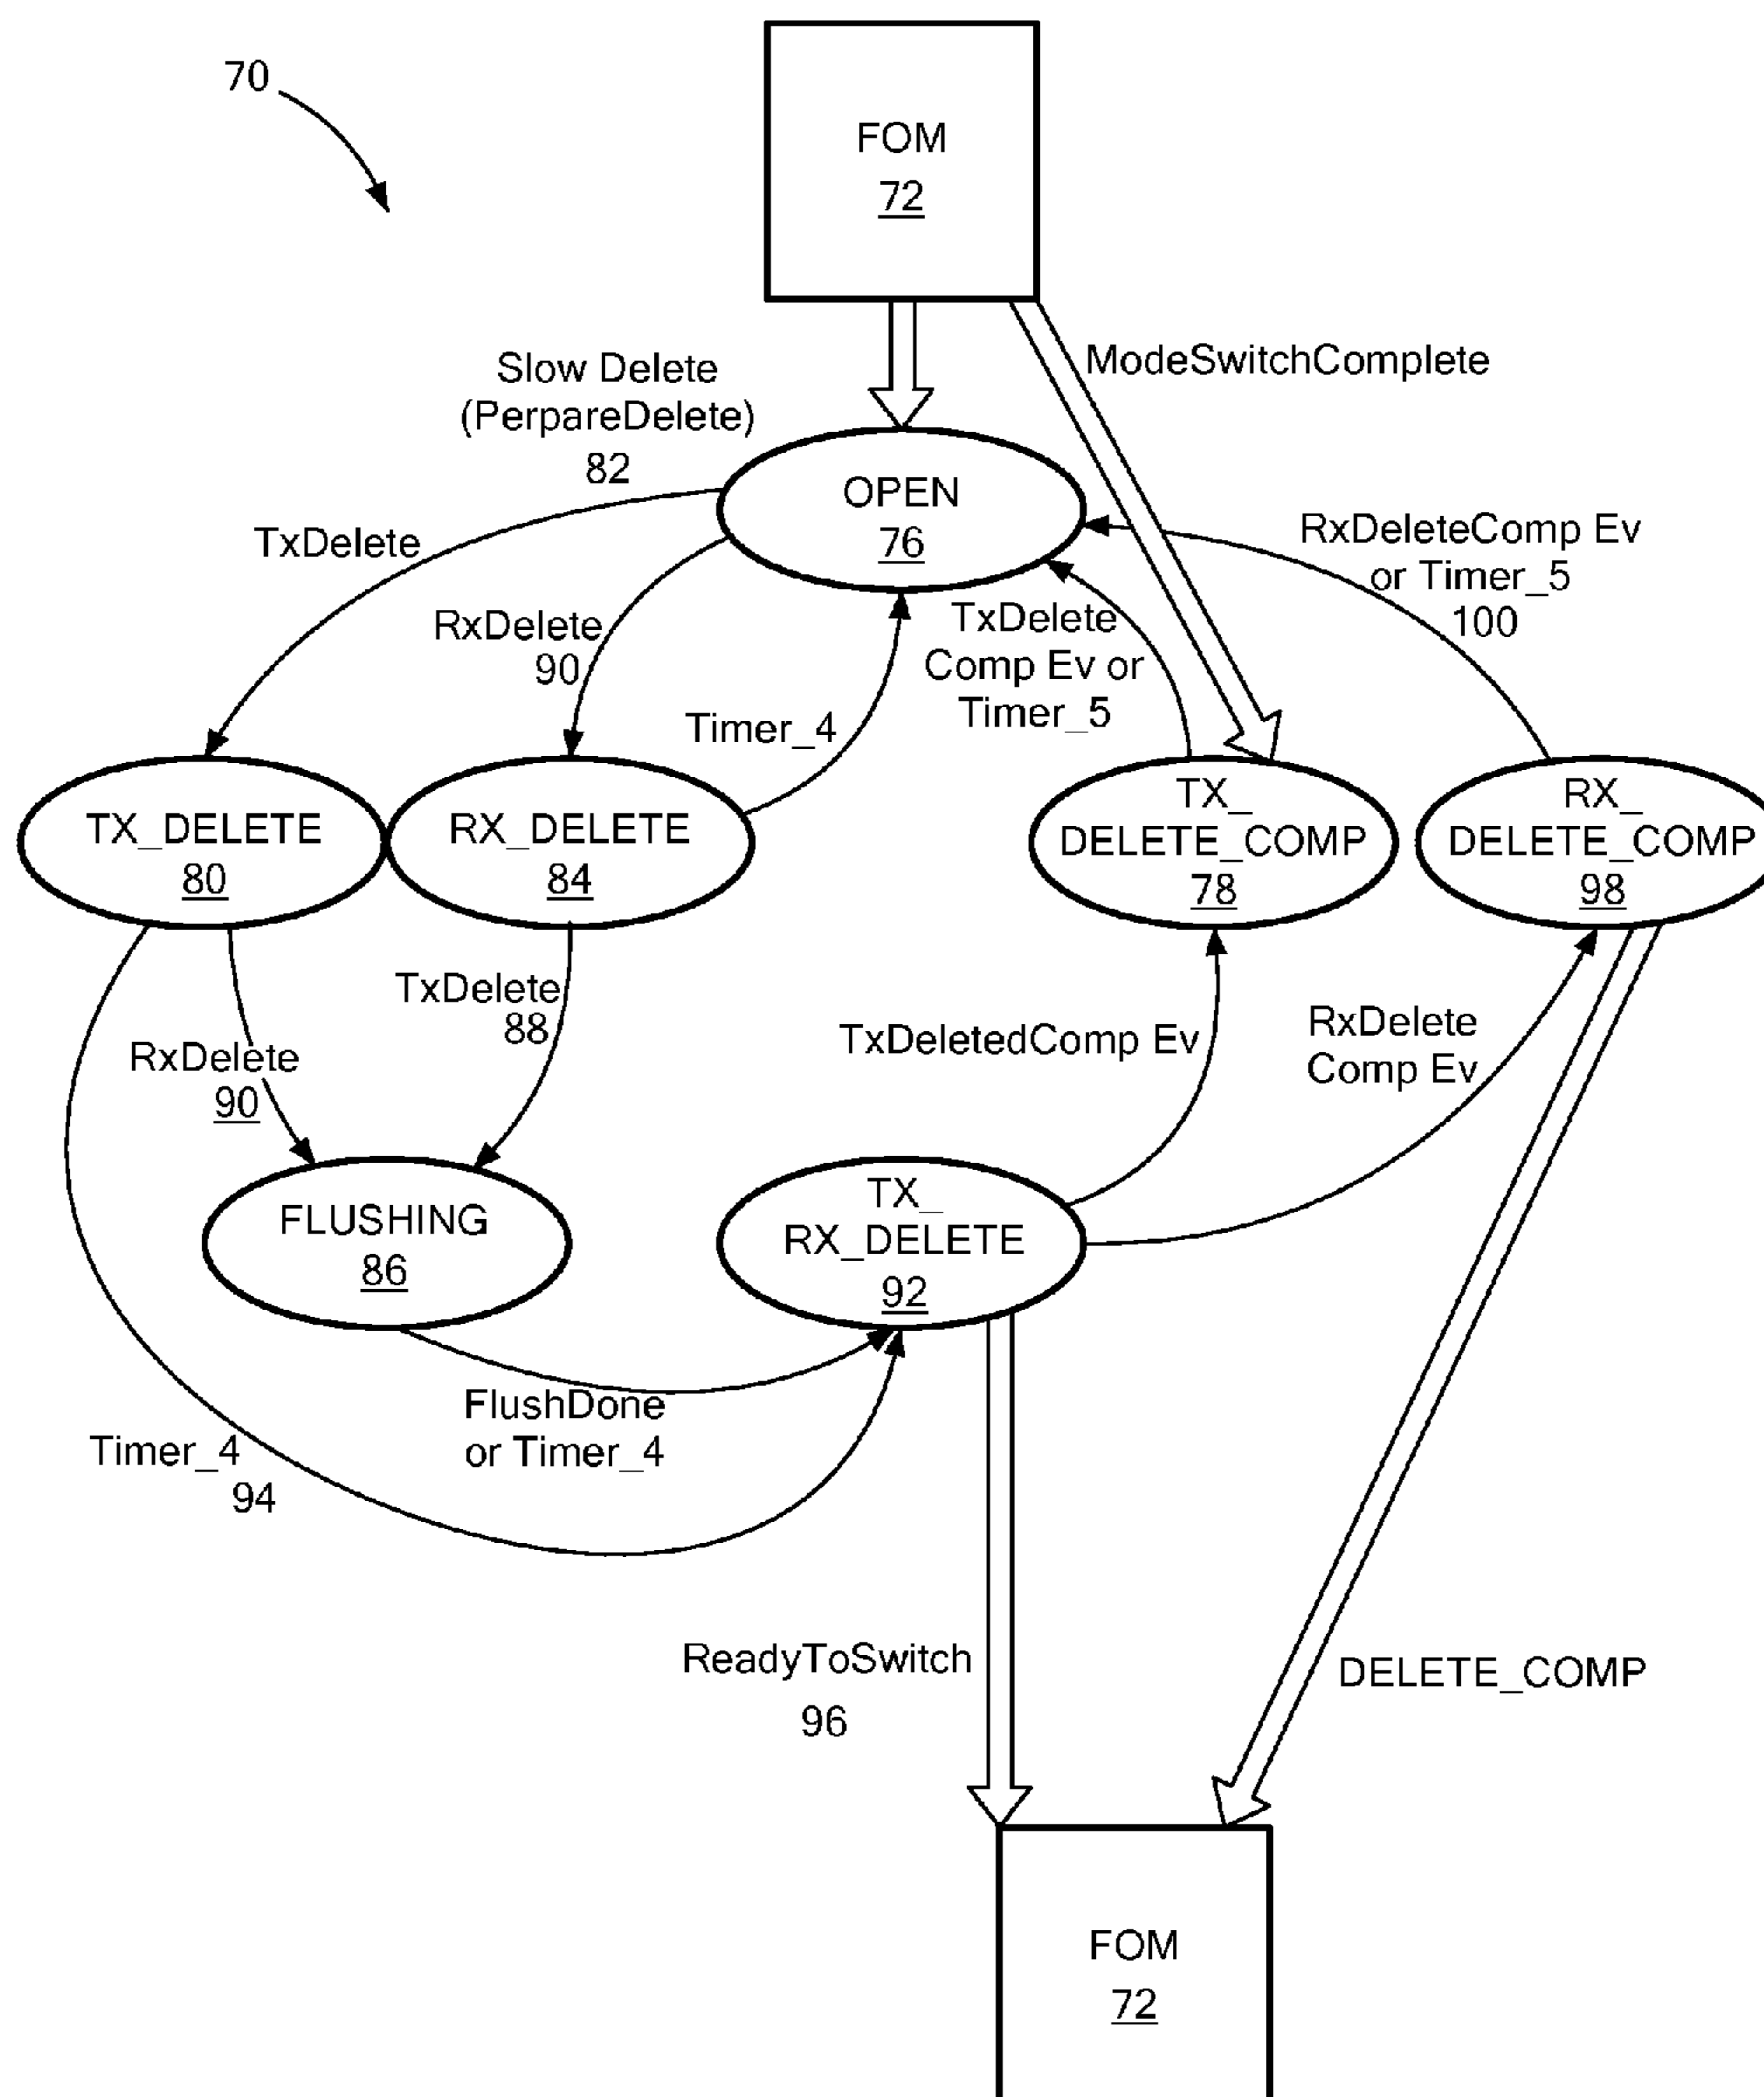 70
FOM
72
Slow Delete
(PerpareDelete)
82
ModeSwitchComplete
OPEN
76
TxDelete
RxDelete
90
Timer_4
TxDelete
Comp Ev or
Timer_5
RxDeleteComp Ev
or Timer_5
100
TX_DELETE
80
RX_DELETE
84
TX_
DELETE_COMP
78
RX_
DELETE_COMP
98
TxDelete
88
RxDelete
90
TxDeletedComp Ev
RxDelete
Comp Ev
FLUSHING
86
TX_
RX_DELETE
92
FlushDone
or Timer_4
Timer_4
94
ReadyToSwitch
96
DELETE_COMP
FOM
72